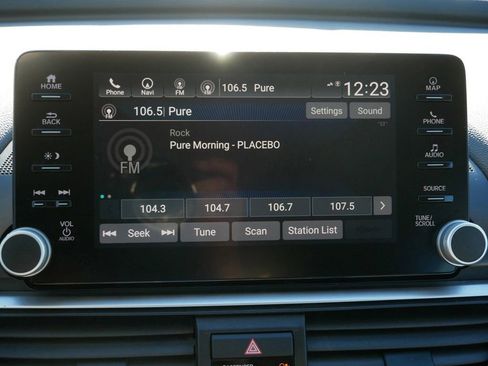 HOME
BACK
VOL
AUDIO
Phone Navi FM 106.5 Pure 12:23
FM 106.5 Pure Settings Sound
Rock
Pure Morning - PLACEBO
FM
104.3 104.7 106.7 107.5
Seek Tune Scan Station List
MAP
PHONE
AUDIO
SOURCE
TUNE/
SCROLL